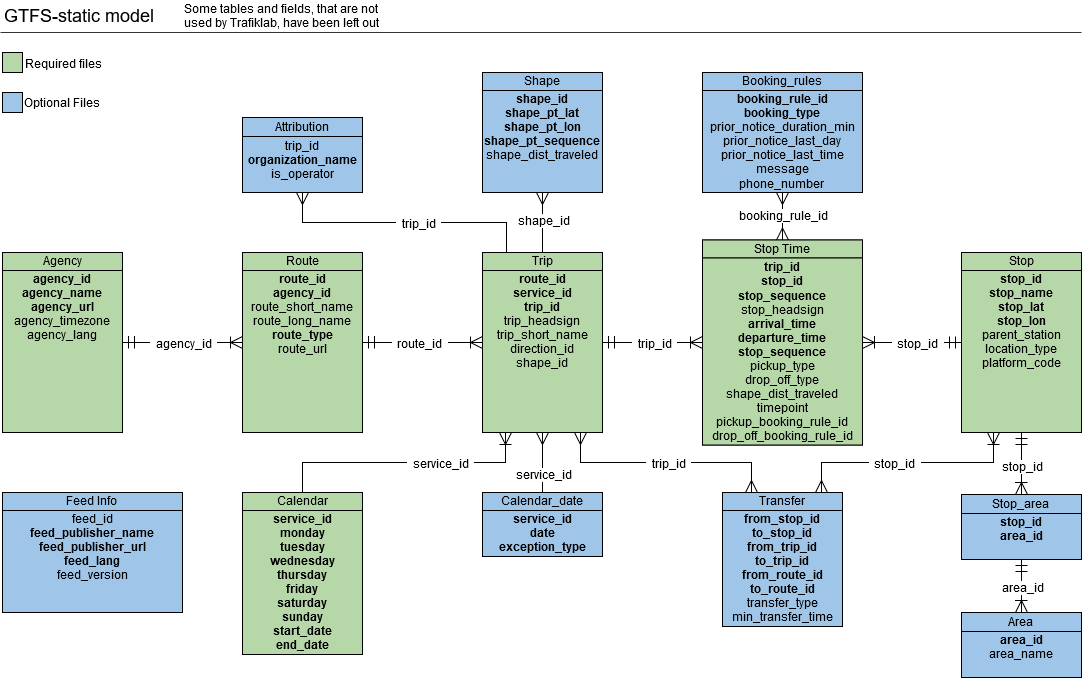 GTFS-static model
Some tables and fields, that are not
used by Trafiklab, have been left out
Required files
Optional Files
Attribution
trip_id
organization_name
is_operator
Shape
shape_id
shape_pt_lat
shape_pt_lon
shape_pt_sequence
shape_dist_traveled
Booking_rules
booking_rule_id
booking_type
prior_notice_duration_min
prior_notice_last_day
prior_notice_last_time
message
phone_number
trip_id
shape_id
booking_rule_id
Agency
agency_id
agency_name
agency_url
agency_timezone
agency_lang
agency_id
Route
route_id
agency_id
route_short_name
route_long_name
route_type
route_url
route_id
Trip
route_id
service_id
trip_id
trip_headsign
trip_short_name
direction_id
shape_id
trip_id
Stop Time
trip_id
stop_id
stop_sequence
stop_headsign
arrival_time
departure_time
stop_sequence
pickup_type
drop_off_type
shape_dist_traveled
timepoint
pickup_booking_rule_id
drop_off_booking_rule_id
stop_id
Stop
stop_id
stop_name
stop_lat
stop_lon
parent_station
location_type
platform_code
service_id
service_id
trip_id
stop_id
stop_id
Feed Info
feed_id
feed_publisher_name
feed_publisher_url
feed_lang
feed_version
Calendar
service_id
monday
tuesday
wednesday
thursday
friday
saturday
sunday
start_date
end_date
Calendar_date
service_id
date
exception_type
Transfer
from_stop_id
to_stop_id
from_trip_id
to_trip_id
from_route_id
to_route_id
transfer_type
min_transfer_time
Stop_area
stop_id
area_id
area_id
Area
area_id
area_name